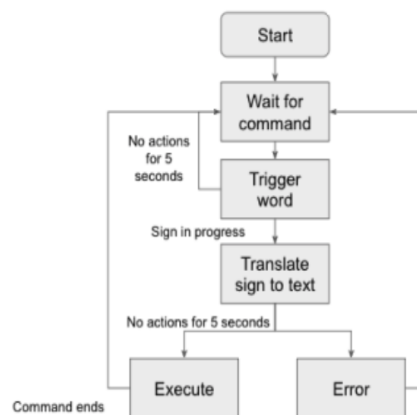 Start
Wait for
command
No actions
for 5
seconds
Trigger
word
Sign in progress
Translate
sign to text
No actions for 5 seconds
Execute
Error
Command ends